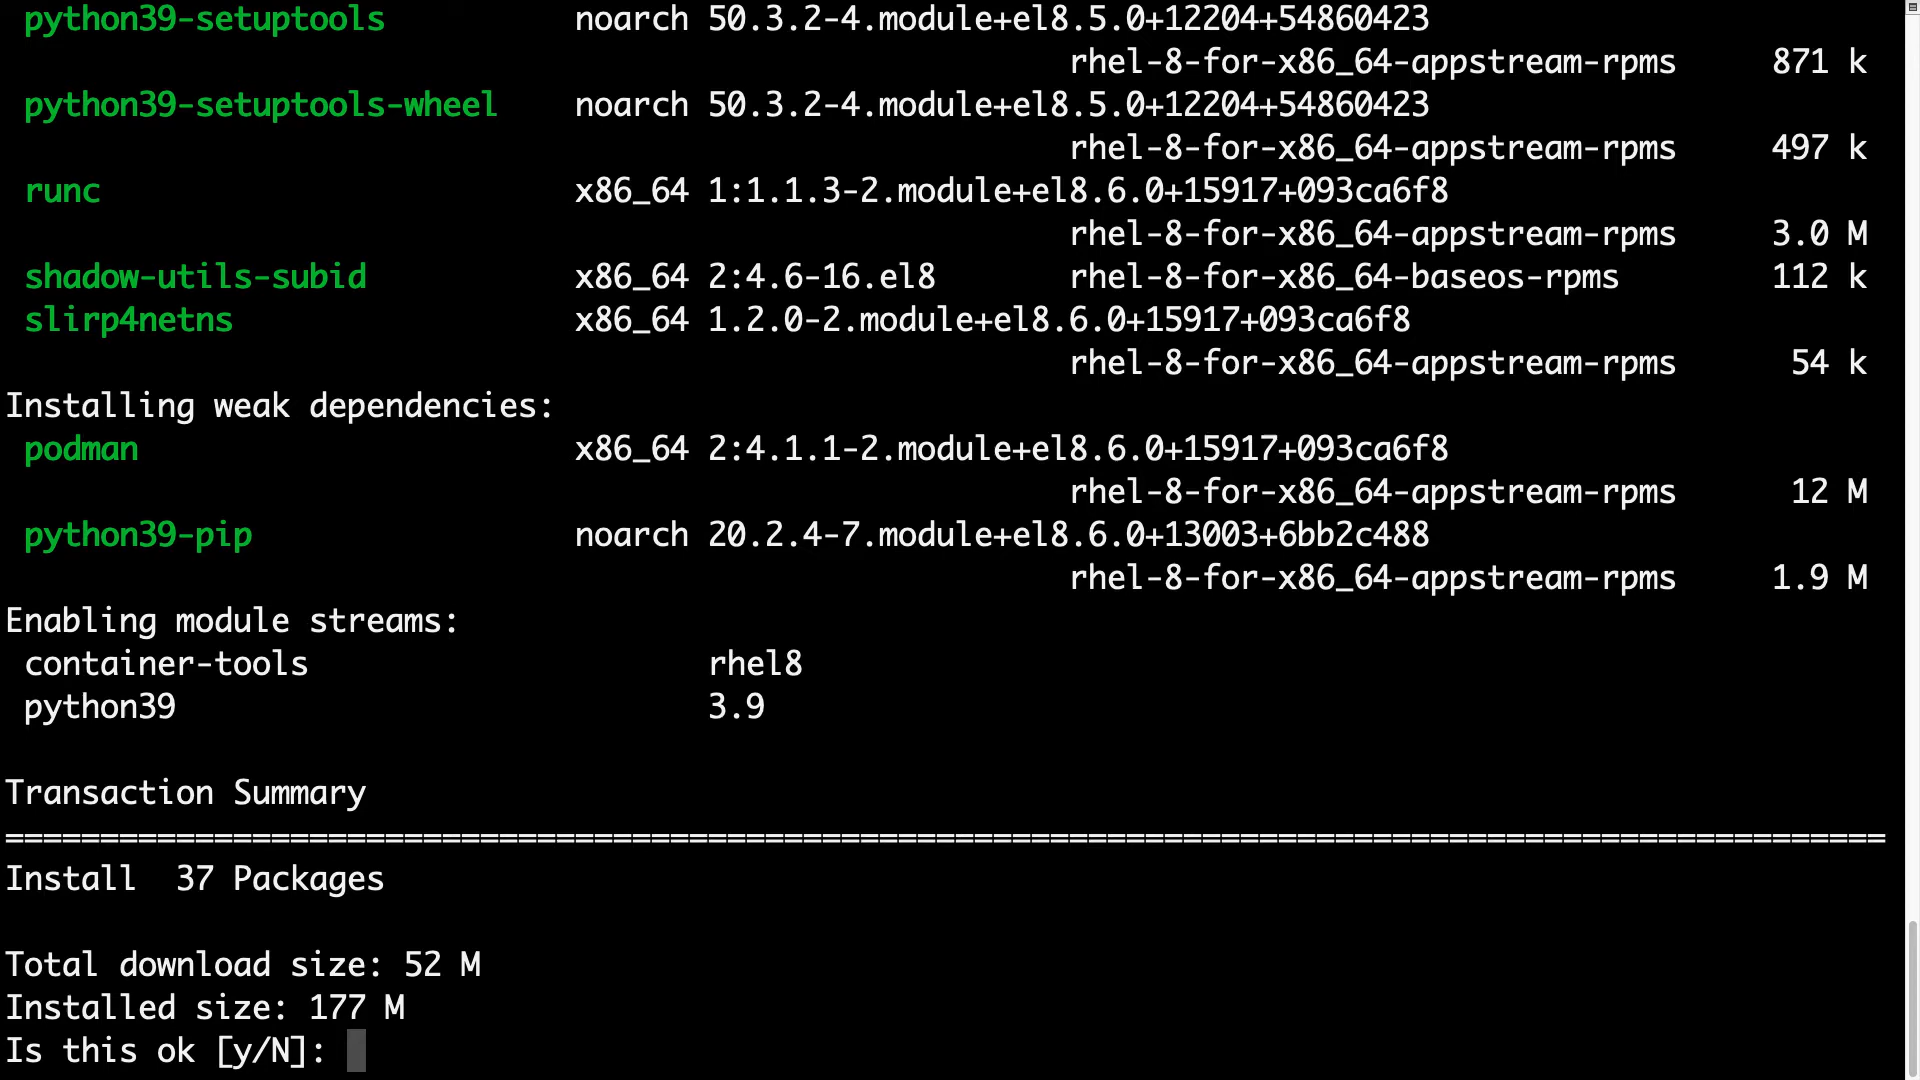 python39-setuptools noarch 50.3.2-4.module+el8.5.0+12204+54860423
rhel-8-for-x86_64-appstream-rpms 871 k
python39-setuptools-wheel noarch 50.3.2-4.module+el8.5.0+12204+54860423
rhel-8-for-x86_64-appstream-rpms 497 k
runc x86_64 1:1.1.3-2.module+el8.6.0+15917+093ca6f8
rhel-8-for-x86_64-appstream-rpms 3.0 M
shadow-utils-subid x86_64 2:4.6-16.el8 rhel-8-for-x86_64-baseos-rpms 112 k
slirp4netns x86_64 1.2.0-2.module+el8.6.0+15917+093ca6f8
rhel-8-for-x86_64-appstream-rpms 54 k
Installing weak dependencies:
podman x86_64 2:4.1.1-2.module+el8.6.0+15917+093ca6f8
rhel-8-for-x86_64-appstream-rpms 12 M
python39-pip noarch 20.2.4-7.module+el8.6.0+13003+6bb2c488
rhel-8-for-x86_64-appstream-rpms 1.9 M
Enabling module streams:
container-tools rhel8
python39 3.9
Transaction Summary
===================================================================================================
Install 37 Packages
Total download size: 52 M
Installed size: 177 M
Is this ok [y/N]: